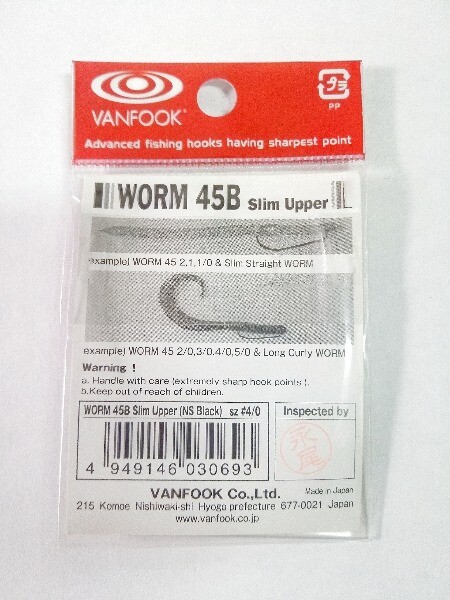 VANFOOK®
プラ
PP
Advanced fishing hooks having sharpest point
WORM 45B Slim Upper
example) WORM 45 2,1,1/0 & Slim Straight WORM
example) WORM 45 2/0,3/0,4/0,5/0 & Long Curly WORM
Warning !
a. Handle with care (extremely sharp hook points ).
b.Keep out of reach of children.
WORM 45B Slim Upper (NS Black) sz #4/0
Inspected by
永尾
4 949146 030693
VANFOOK Co.,Ltd.
Made in Japan
215 Komoe Nishiwaki-shi Hyogo prefecture 677-0021 Japan
www.vanfook.co.jp